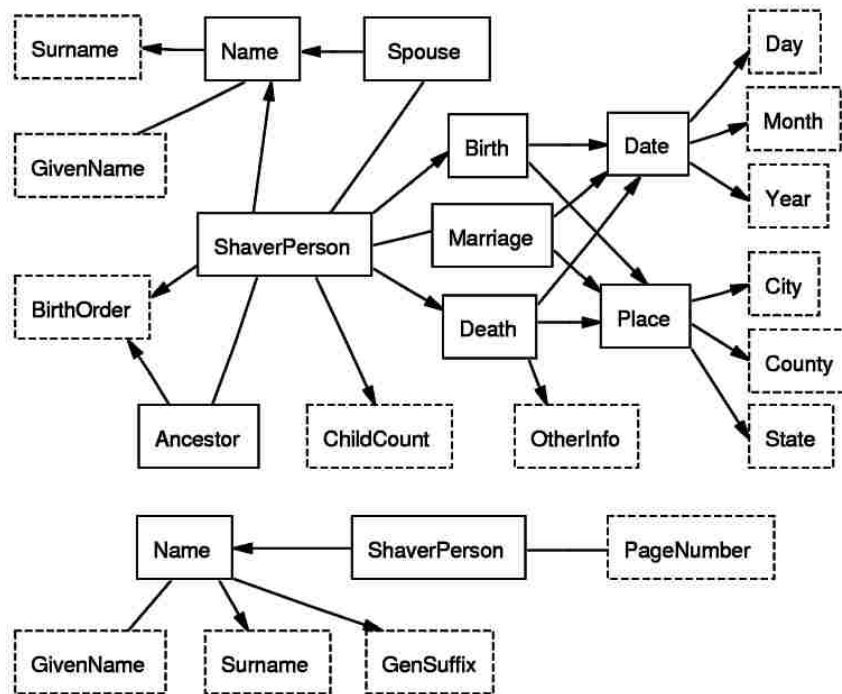 Surname
Name
Spouse
Day
GivenName
Birth
Date
Month
Year
ShaverPerson
Marriage
BirthOrder
Death
Place
City
County
Ancestor
ChildCount
OtherInfo
State
Name
ShaverPerson
PageNumber
GivenName
Surname
GenSuffix